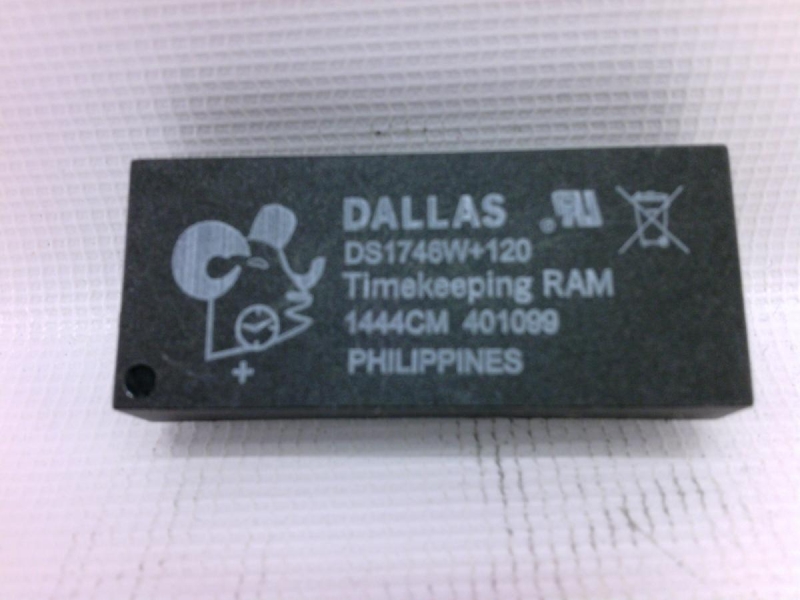 DALLAS
DS1746W+120
Timekeeping RAM
1444CM 401099
PHILIPPINES
+